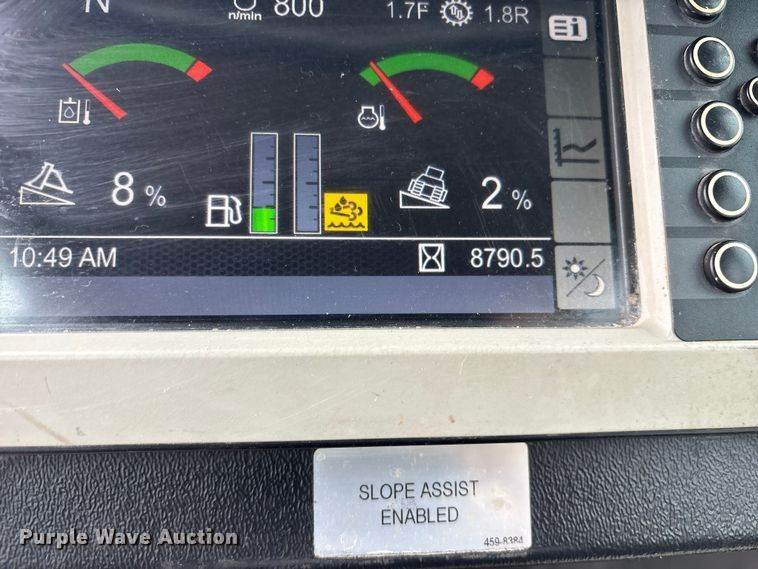 N
n/min 800
1.7F 1.8R
8 %
2 %
10:49 AM
8790.5
SLOPE ASSIST
ENABLED
459-8384
Purple Wave Auction